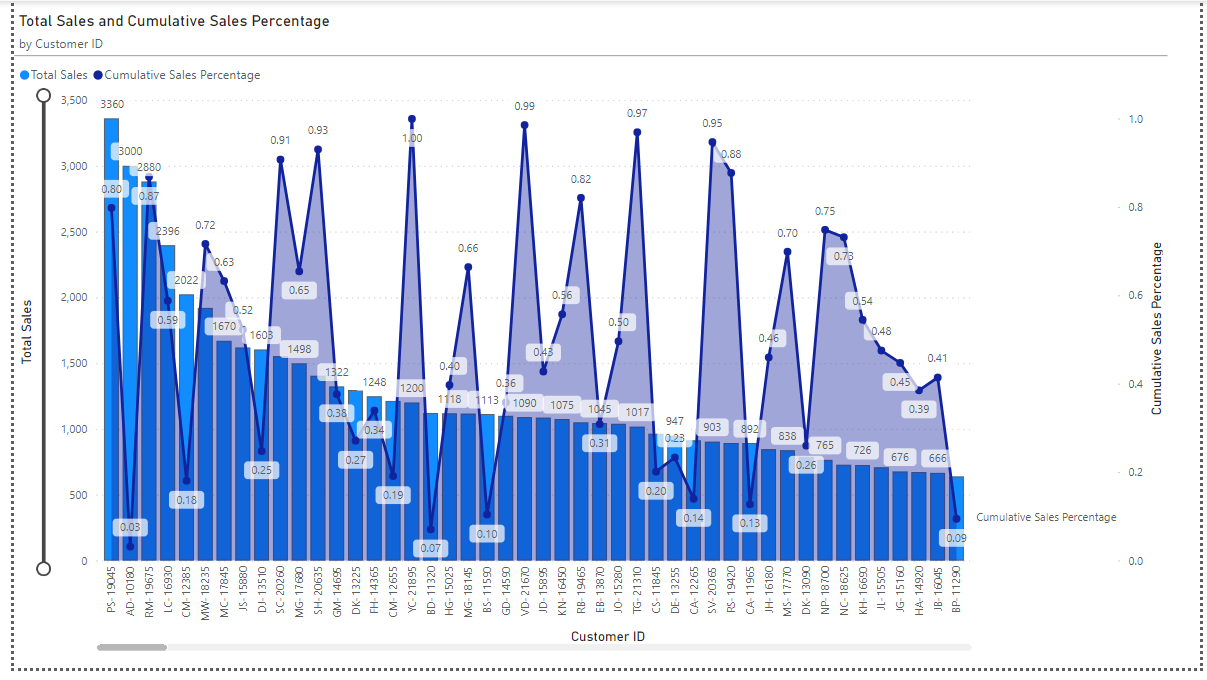 Total Sales and Cumulative Sales Percentage
by Customer ID
Total Sales Cumulative Sales Percentage
3,500
3,000
2,500
2,000
1,500
1,000
500
0
Total Sales
3360
3000
2880
2396
2022
1670
1603
1498
1322
1248
1200
1118
1113
1090
1075
1045
1017
947
903
892
838
765
726
676
666
0.80
0.03
0.87
0.59
0.18
0.72
0.63
0.52
0.25
0.91
0.65
0.93
0.38
0.27
0.34
0.19
1.00
0.07
0.40
0.66
0.10
0.36
0.99
0.43
0.56
0.82
0.31
0.50
0.97
0.20
0.23
0.14
0.95
0.88
0.13
0.46
0.70
0.26
0.75
0.73
0.54
0.48
0.45
0.39
0.41
0.09
1.0
0.8
0.6
0.4
0.2
0.0
Cumulative Sales Percentage
Cumulative Sales Percentage
PS-19045
AD-10180
RM-19675
LC-16930
CM-12385
MW-18235
MC-17845
JS-15880
DJ-13510
SC-20260
MG-17680
SH-20635
GM-14695
DK-13225
FH-14365
CM-12655
YC-21895
BD-11320
HG-15025
MG-18145
BS-11590
GD-14590
VD-21670
JD-15895
KN-16450
RB-19465
EB-13870
JO-15280
TG-21310
CS-11845
DE-13255
CA-12265
SV-20365
RS-19420
CA-11965
JH-16180
MS-17770
DK-13090
NP-18700
NC-18625
KH-16690
JL-15505
JG-15160
HA-14920
JB-16045
BP-11290
Customer ID